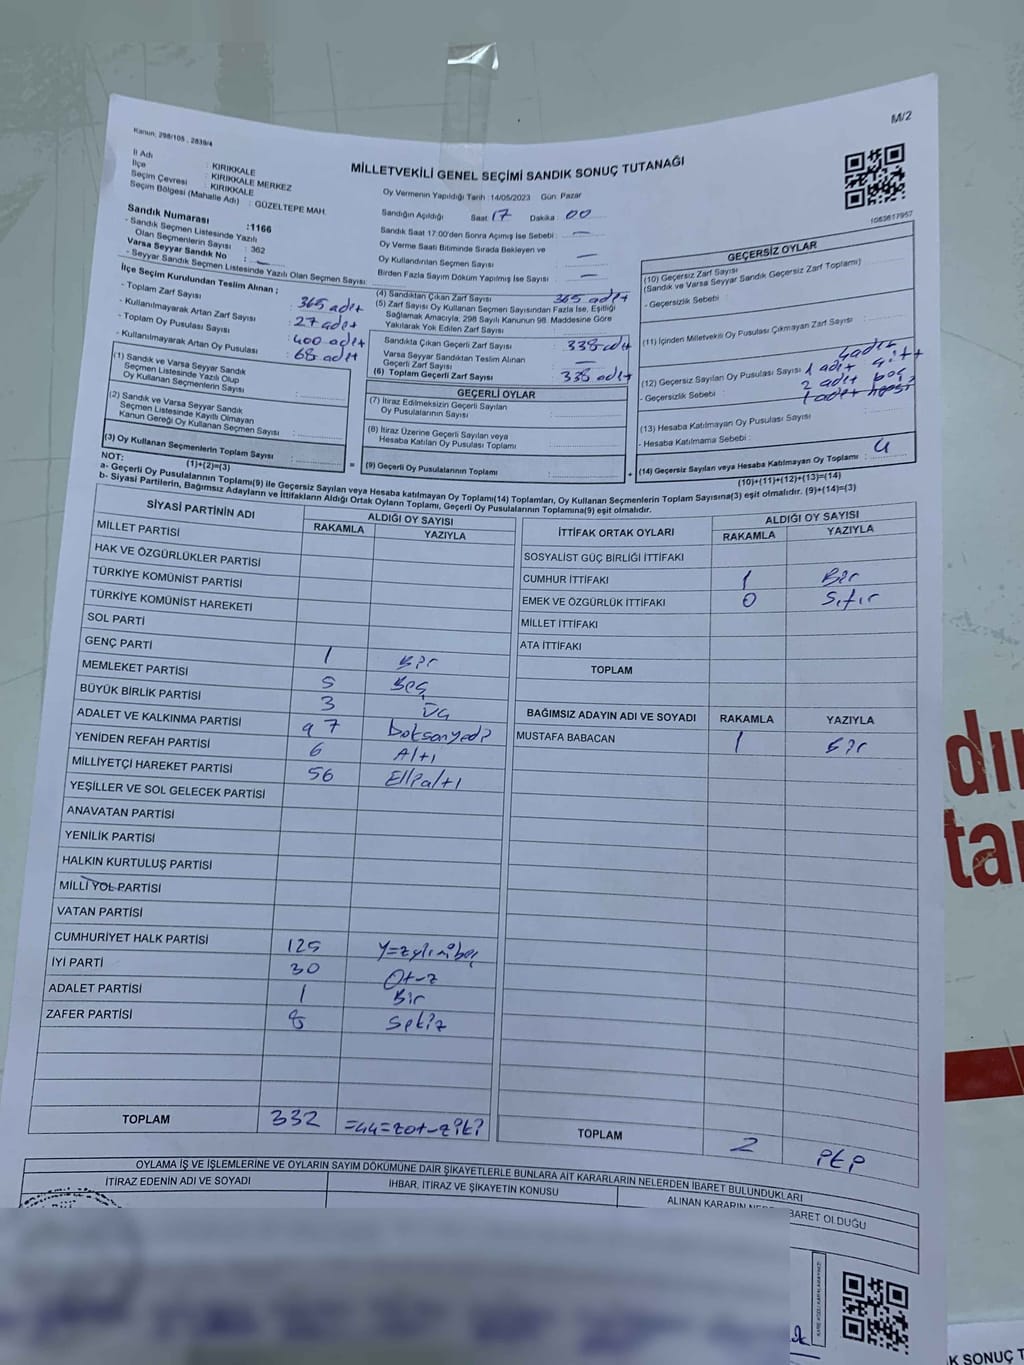 M/2
Kanun; 298/105 , 2839/4
MİLLETVEKİLİ GENEL SEÇİMİ SANDIK SONUÇ TUTANAĞI
İl Adı : KIRIKKALE
İlçe : KIRIKKALE MERKEZ
Seçim Çevresi : KIRIKKALE
Seçim Bölgesi (Mahalle Adı) : GÜZELTEPE MAH.
Sandık Numarası :1166
- Sandık Seçmen Listesinde Yazılı
Olan Seçmenlerin Sayısı : 362
Varsa Seyyar Sandık No : —
- Seyyar Sandık Seçmen Listesinde Yazılı Olan Seçmen Sayısı:
İlçe Seçim Kurulundan Teslim Alınan ;
- Toplam Zarf Sayısı : 365 adet
- Kullanılmayarak Artan Zarf Sayısı : 27 adet
- Toplam Oy Pusulası Sayısı : 400 adet
- Kullanılmayarak Artan Oy Pusulası : 68 adet
Oy Vermenin Yapıldığı Tarih :14/05/2023 Gün: Pazar
Sandığın Açıldığı Saat : 17 Dakika : 00
Sandık Saat 17:00'den Sonra Açımış İse Sebebi : —
Oy Verme Saati Bitiminde Sırada Bekleyen ve
Oy Kullandırılan Seçmen Sayısı : —
Birden Fazla Sayım Döküm Yapılmış İse Sayısı : —
(4) Sandıktan Çıkan Zarf Sayısı 365 adet
(5) Zarf Sayısı Oy Kullanan Seçmen Sayısından Fazla İse, Eşitliği
Sağlamak Amacıyla; 298 Sayılı Kanunun 98. Maddesine Göre
Yakılarak Yok Edilen Zarf Sayısı
Sandıkta Çıkan Geçerli Zarf Sayısı : 338 adet
Varsa Seyyar Sandıktan Teslim Alınan
Geçerli Zarf Sayısı : —
(6) Toplam Geçerli Zarf Sayısı : 338 adet
1083617957
GEÇERSİZ OYLAR
(10) Geçersiz Zarf Sayısı
(Sandık ve Varsa Seyyar Sandık Geçersiz Zarf Toplamı)
- Geçersizlik Sebebi :
(11) İçinden Milletvekili Oy Pusulası Çıkmayan Zarf Sayısı :
(12) Geçersiz Sayılan Oy Pusulası Sayısı : 4 adet
- Geçersizlik Sebebi : 1 adet çift
2 adet boş
1 adet
(13) Hesaba Katılmayan Oy Pusulası Sayısı :
- Hesaba Katılmama Sebebi :
(14) Geçersiz Sayılan veya Hesaba Katılmayan Oy Toplamı : 4
(10)+(11)+(12)+(13)=(14)
(1) Sandık ve Varsa Seyyar Sandık
Seçmen Listesinde Yazılı Olup
Oy Kullanan Seçmenlerin Sayısı :
(2) Sandık ve Varsa Seyyar Sandık
Seçmen Listesinde Kayıtlı Olmayan
Kanun Gereği Oy Kullanan Seçmen Sayısı :
(3) Oy Kullanan Seçmenlerin Toplam Sayısı :
(1)+(2)=(3)
GEÇERLİ OYLAR
(7) İtiraz Edilmeksizin Geçerli Sayılan
Oy Pusulalarının Sayısı :
(8) İtiraz Üzerine Geçerli Sayılan veya
Hesaba Katılan Oy Pusulası Toplamı :
= (9) Geçerli Oy Pusulalarının Toplamı : +
NOT:
a- Geçerli Oy Pusulalarının Toplamı(9) ile Geçersiz Sayılan veya Hesaba katılmayan Oy Toplamı(14) Toplamları, Oy Kullanan Seçmenlerin Toplam Sayısına(3) eşit olmalıdır. (9)+(14)=(3)
b- Siyasi Partilerin, Bağımsız Adayların ve İttifakların Aldığı Ortak Oyların Toplamı, Geçerli Oy Pusulalarının Toplamına(9) eşit olmalıdır.
SİYASİ PARTİNİN ADI ALDIĞI OY SAYISI
RAKAMLA YAZIYLA
MİLLET PARTİSİ
HAK VE ÖZGÜRLÜKLER PARTİSİ
TÜRKİYE KOMÜNİST PARTİSİ
TÜRKİYE KOMÜNİST HAREKETİ
SOL PARTİ
GENÇ PARTİ 1 Bir
MEMLEKET PARTİSİ 5 Beş
BÜYÜK BİRLİK PARTİSİ 3 Üç
ADALET VE KALKINMA PARTİSİ 97 Doksanyedi
YENİDEN REFAH PARTİSİ 6 Altı
MİLLİYETÇİ HAREKET PARTİSİ 56 Ellialtı
YEŞİLLER VE SOL GELECEK PARTİSİ
ANAVATAN PARTİSİ
YENİLİK PARTİSİ
HALKIN KURTULUŞ PARTİSİ
MİLLİ YOL PARTİSİ
VATAN PARTİSİ
CUMHURİYET HALK PARTİSİ 125 Yüzyirmibeş
İYİ PARTİ 30 Otuz
ADALET PARTİSİ 1 Bir
ZAFER PARTİSİ 8 Sekiz
TOPLAM 332 üçyüzotuziki
İTTİFAK ORTAK OYLARI ALDIĞI OY SAYISI
RAKAMLA YAZIYLA
SOSYALİST GÜÇ BİRLİĞİ İTTİFAKI
CUMHUR İTTİFAKI 1 Bir
EMEK VE ÖZGÜRLÜK İTTİFAKI 0 Sıfır
MİLLET İTTİFAKI
ATA İTTİFAKI
TOPLAM
BAĞIMSIZ ADAYIN ADI VE SOYADI RAKAMLA YAZIYLA
MUSTAFA BABACAN 1 Bir
TOPLAM 2 iki
OYLAMA İŞ VE İŞLEMLERİNE VE OYLARIN SAYIM DÖKÜMÜNE DAİR ŞİKAYETLERLE BUNLARA AİT KARARLARIN NELERDEN İBARET BULUNDUKLARI
İTİRAZ EDENİN ADI VE SOYADI İHBAR, İTİRAZ VE ŞİKAYETİN KONUSU ALINAN KARARIN NEDEN İBARET OLDUĞU
dın
tar
K SONUÇ T